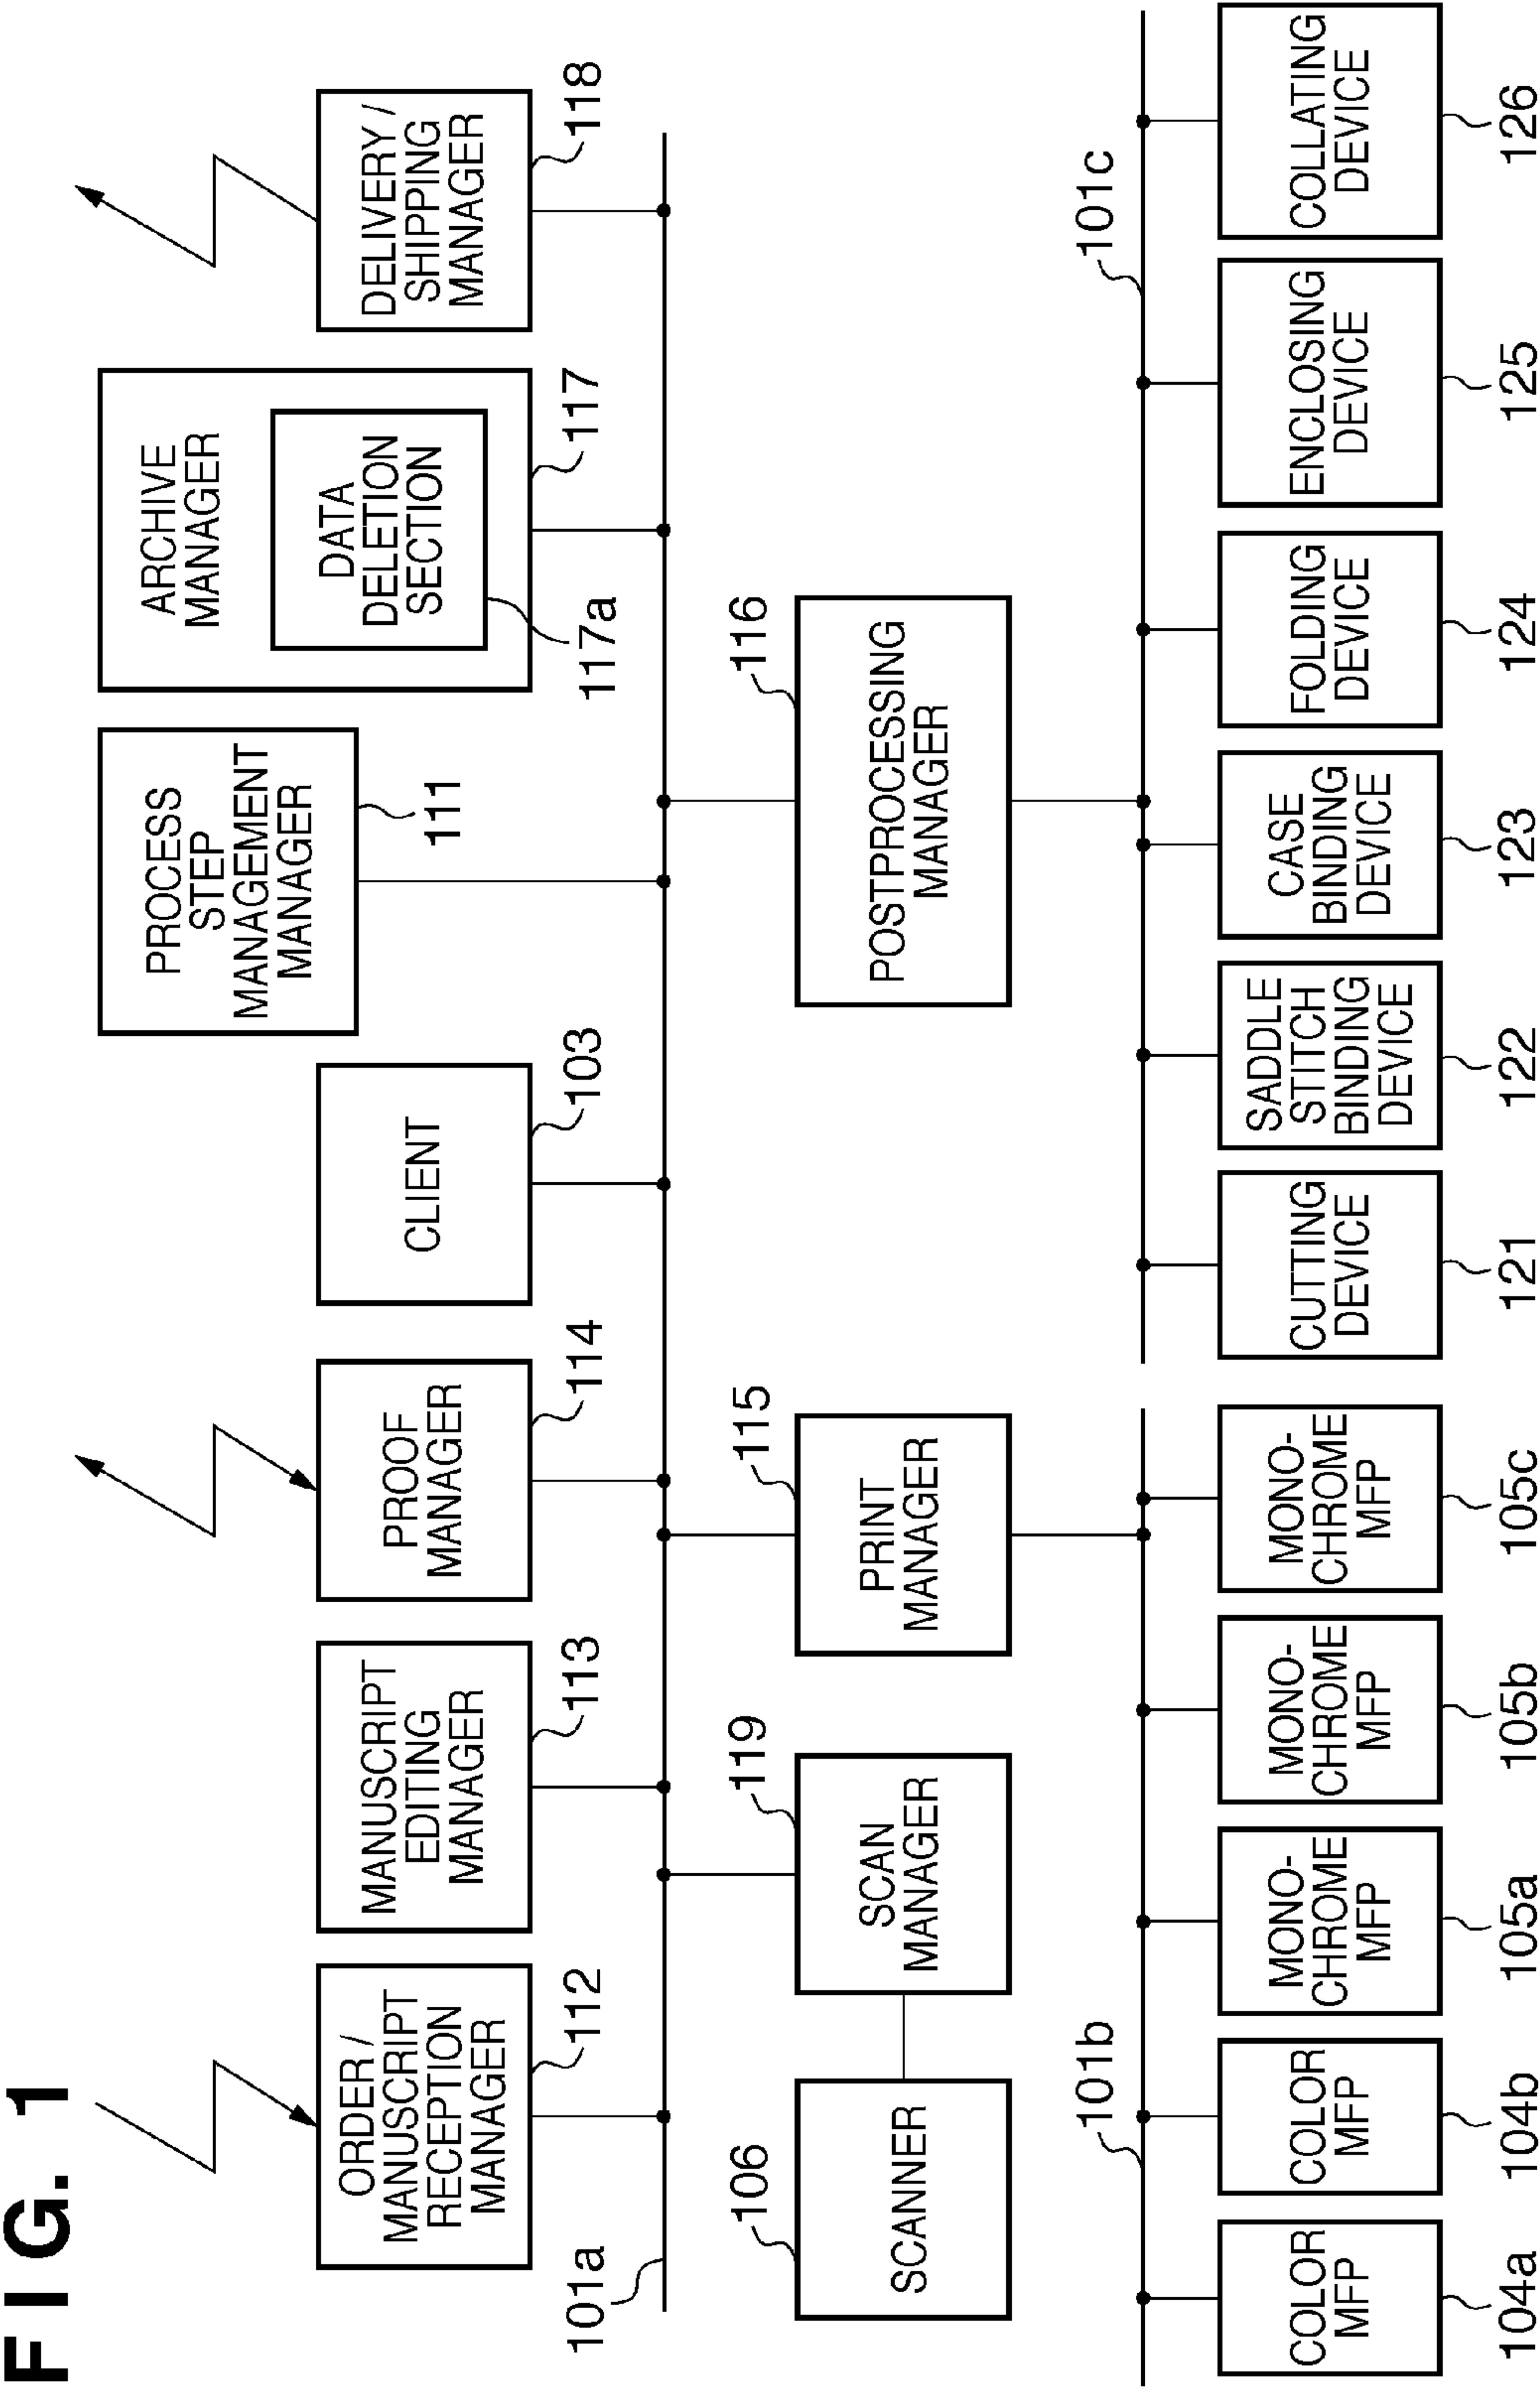 FIG. 1
ORDER /
MANUSCRIPT
RECEPTION
MANAGER
112
MANUSCRIPT
EDITING
MANAGER
113
PROOF
MANAGER
114
CLIENT
103
PROCESS
STEP
MANAGEMENT
MANAGER
111
ARCHIVE
MANAGER
DATA
DELETION
SECTION
117a
117
DELIVERY /
SHIPPING
MANAGER
118
101a
106
SCANNER
119
SCAN
MANAGER
115
PRINT
MANAGER
116
POSTPROCESSING
MANAGER
101b
101c
COLOR
MFP
104a
COLOR
MFP
104b
MONO-
CHROME
MFP
105a
MONO-
CHROME
MFP
105b
MONO-
CHROME
MFP
105c
CUTTING
DEVICE
121
SADDLE
STITCH
BINDING
DEVICE
122
CASE
BINDING
DEVICE
123
FOLDING
DEVICE
124
ENCLOSING
DEVICE
125
COLLATING
DEVICE
126